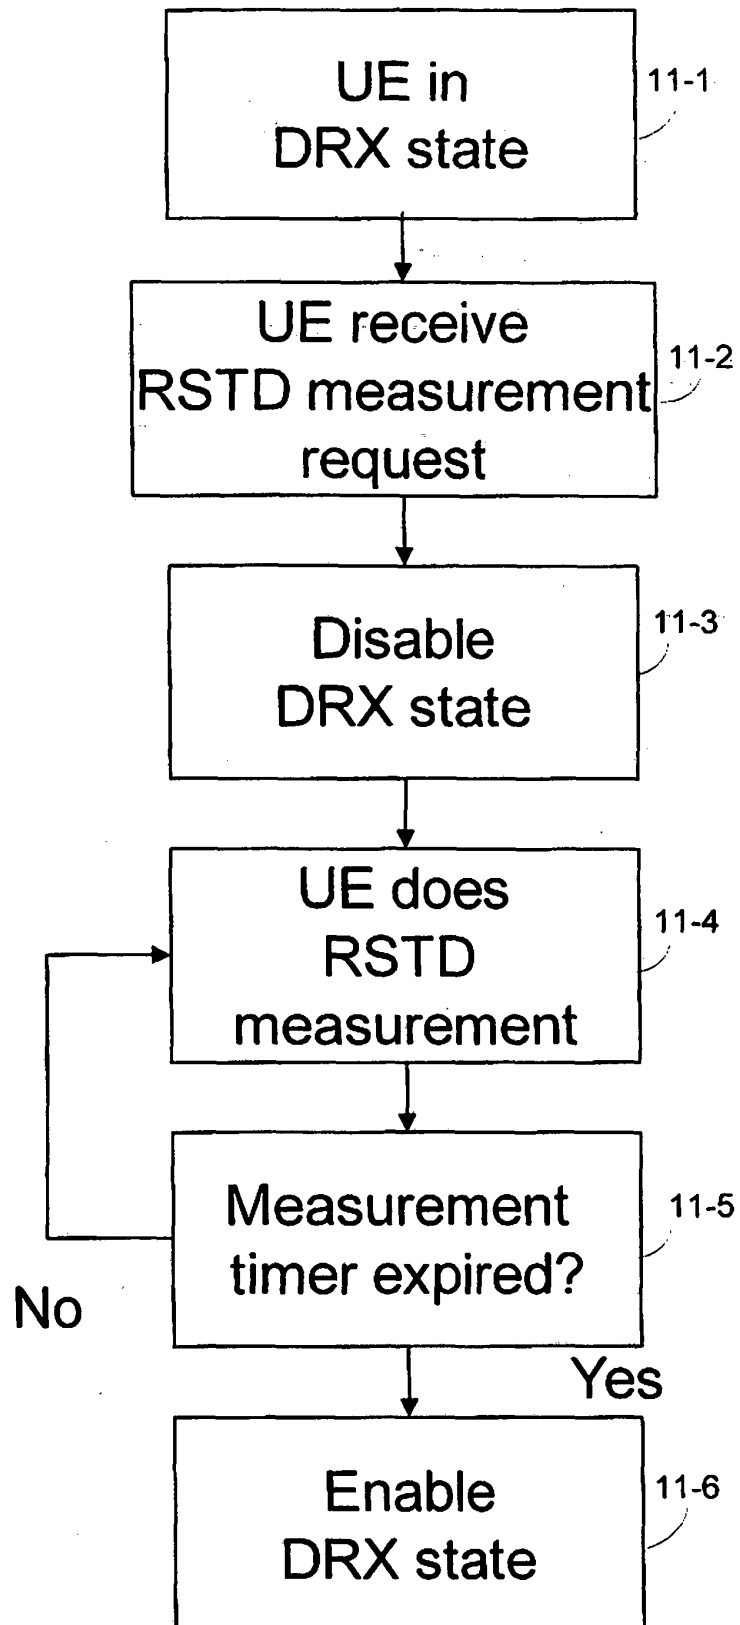 UE in
DRX state
11-1
UE receive
RSTD measurement
request
11-2
Disable
DRX state
11-3
UE does
RSTD
measurement
11-4
Measurement
timer expired?
11-5
No
Yes
Enable
DRX state
11-6